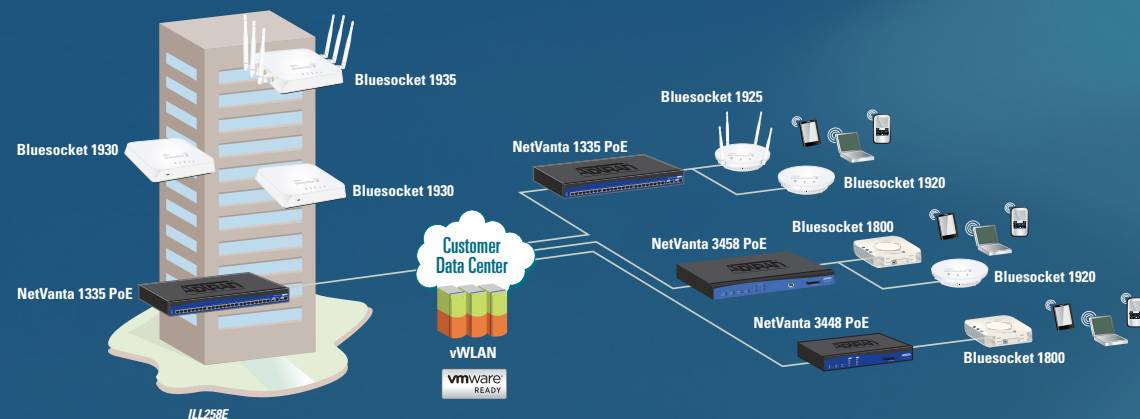 Bluesocket 1935
Bluesocket 1930
Bluesocket 1930
NetVanta 1335 PoE
ILL258E
Customer
Data Center
vWLAN
vmware
READY
NetVanta 1335 PoE
Bluesocket 1925
Bluesocket 1920
NetVanta 3458 PoE
Bluesocket 1800
Bluesocket 1920
NetVanta 3448 PoE
Bluesocket 1800